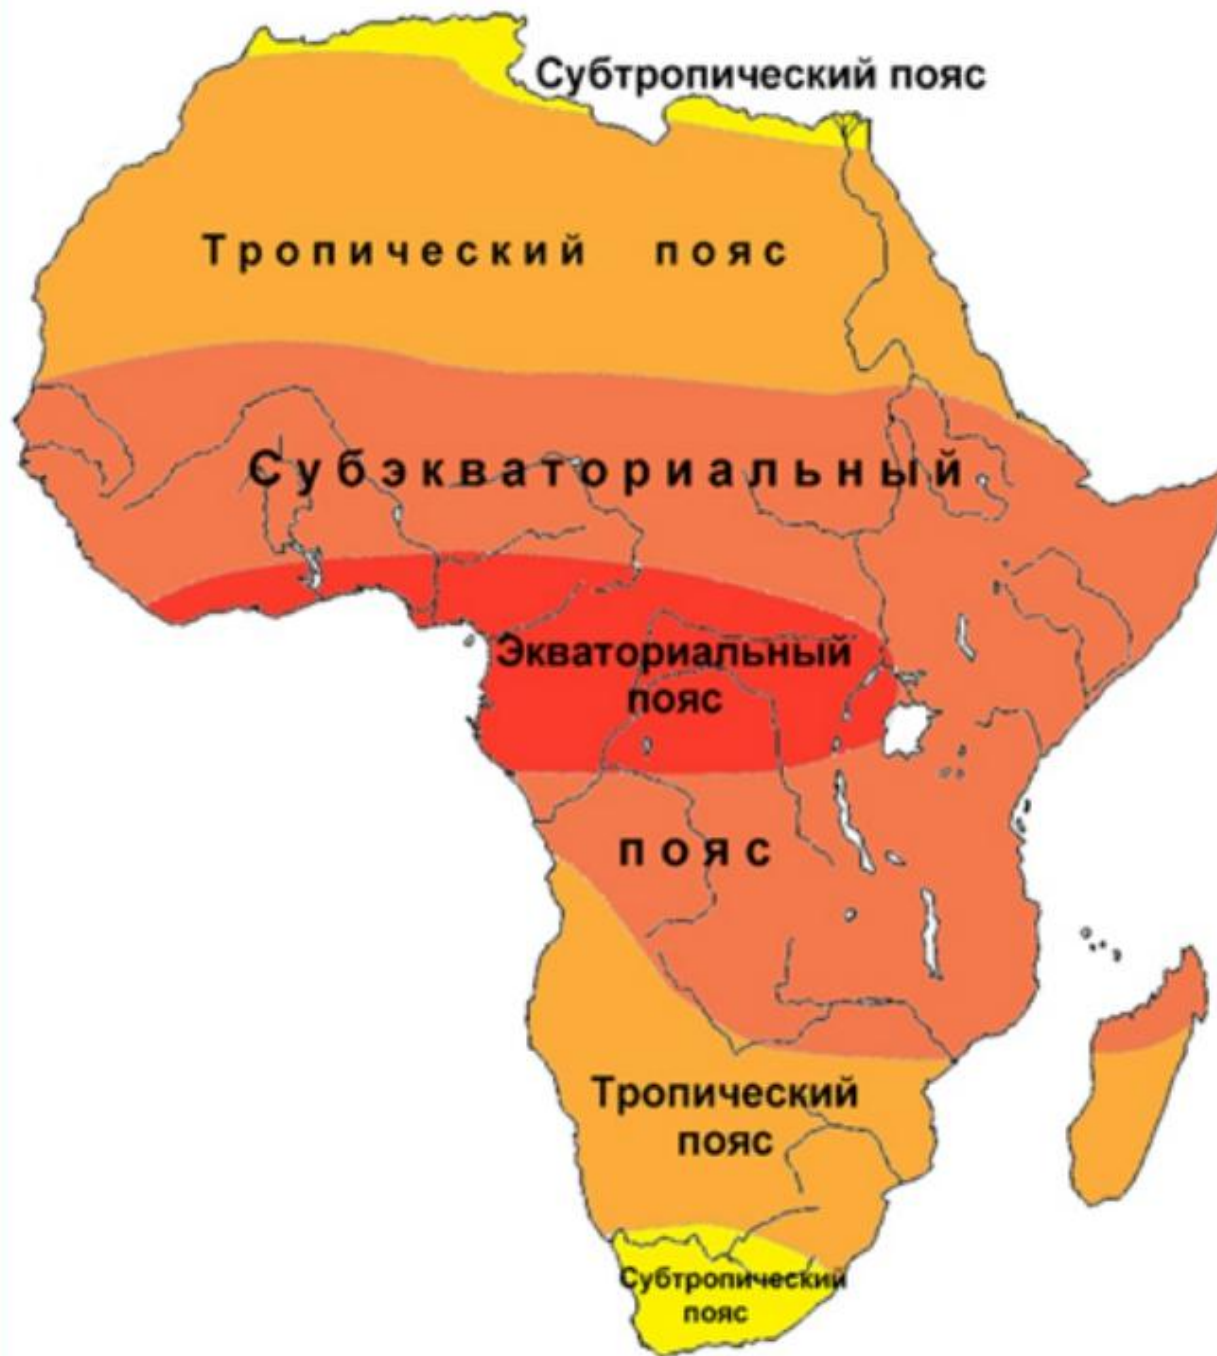 Субтропический пояс
Тропический пояс
Субэкваториальный
Экваториальный
пояс
пояс
Тропический
пояс
Субтропический
пояс